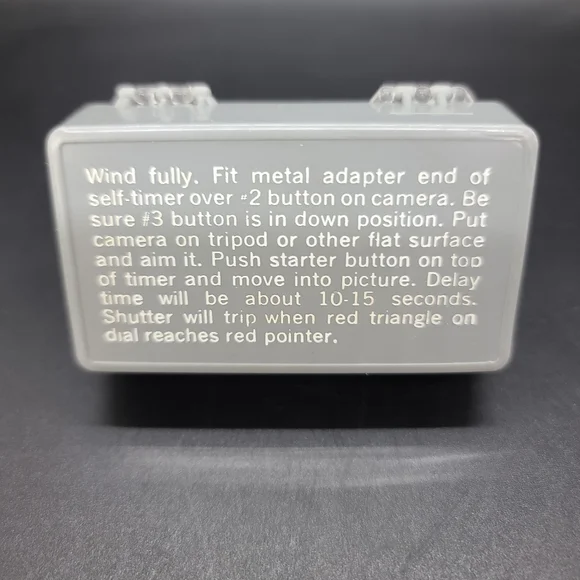 Wind fully. Fit metal adapter end of
self-timer over #2 button on camera. Be
sure #3 button is in down position. Put
camera on tripod or other flat surface
and aim it. Push starter button on top
of timer and move into picture. Delay
time will be about 10-15 seconds.
Shutter will trip when red triangle on
dial reaches red pointer.